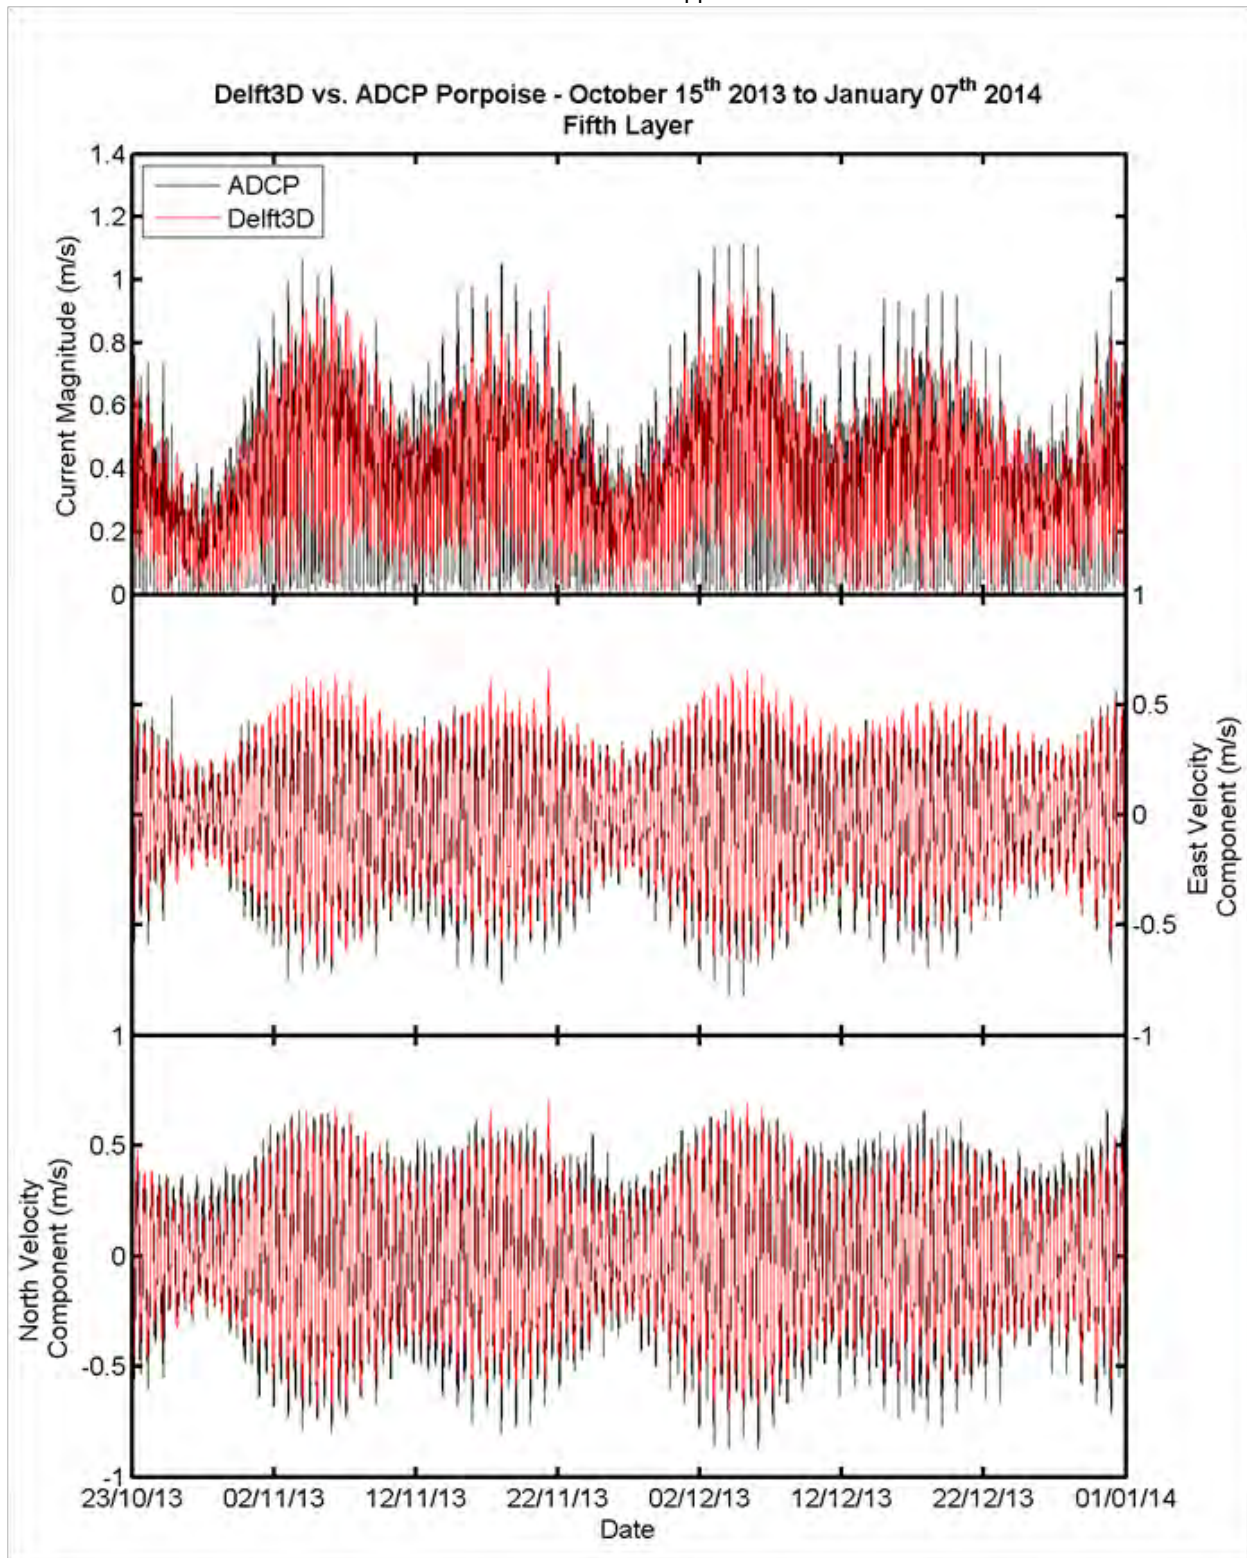 Delft3D vs. ADCP Porpoise - October 15th 2013 to January 07th 2014
Fifth Layer
1.4
1.2
1
0.8
0.6
0.4
0.2
0
Current Magnitude (m/s)
ADCP
Delft3D
1
0.5
0
-0.5
-1
East Velocity
Component (m/s)
1
0.5
0
-0.5
-1
North Velocity
Component (m/s)
23/10/13 02/11/13 12/11/13 22/11/13 02/12/13 12/12/13 22/12/13 01/01/14
Date